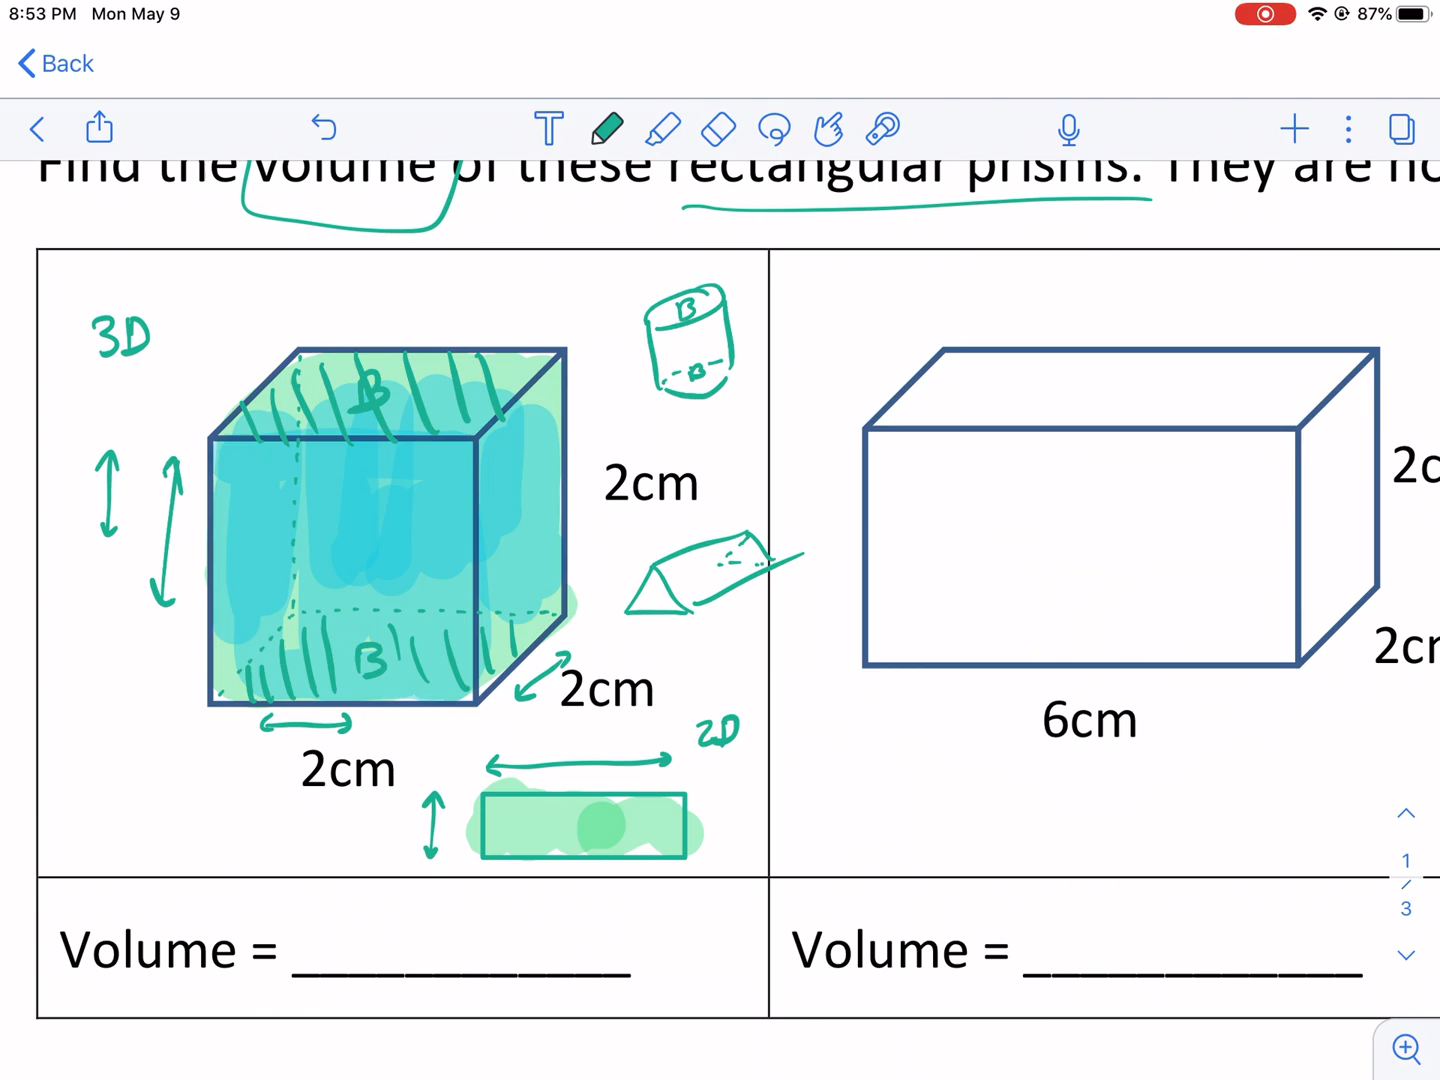 8:53 PM Mon May 9
87%
Back
Find the volume of these rectangular prisms. They are no
3D
B
B
B
2cm
B
2cm
2cm
2D
Volume = ____________
2c
2cr
6cm
Volume = ____________
1
/
3